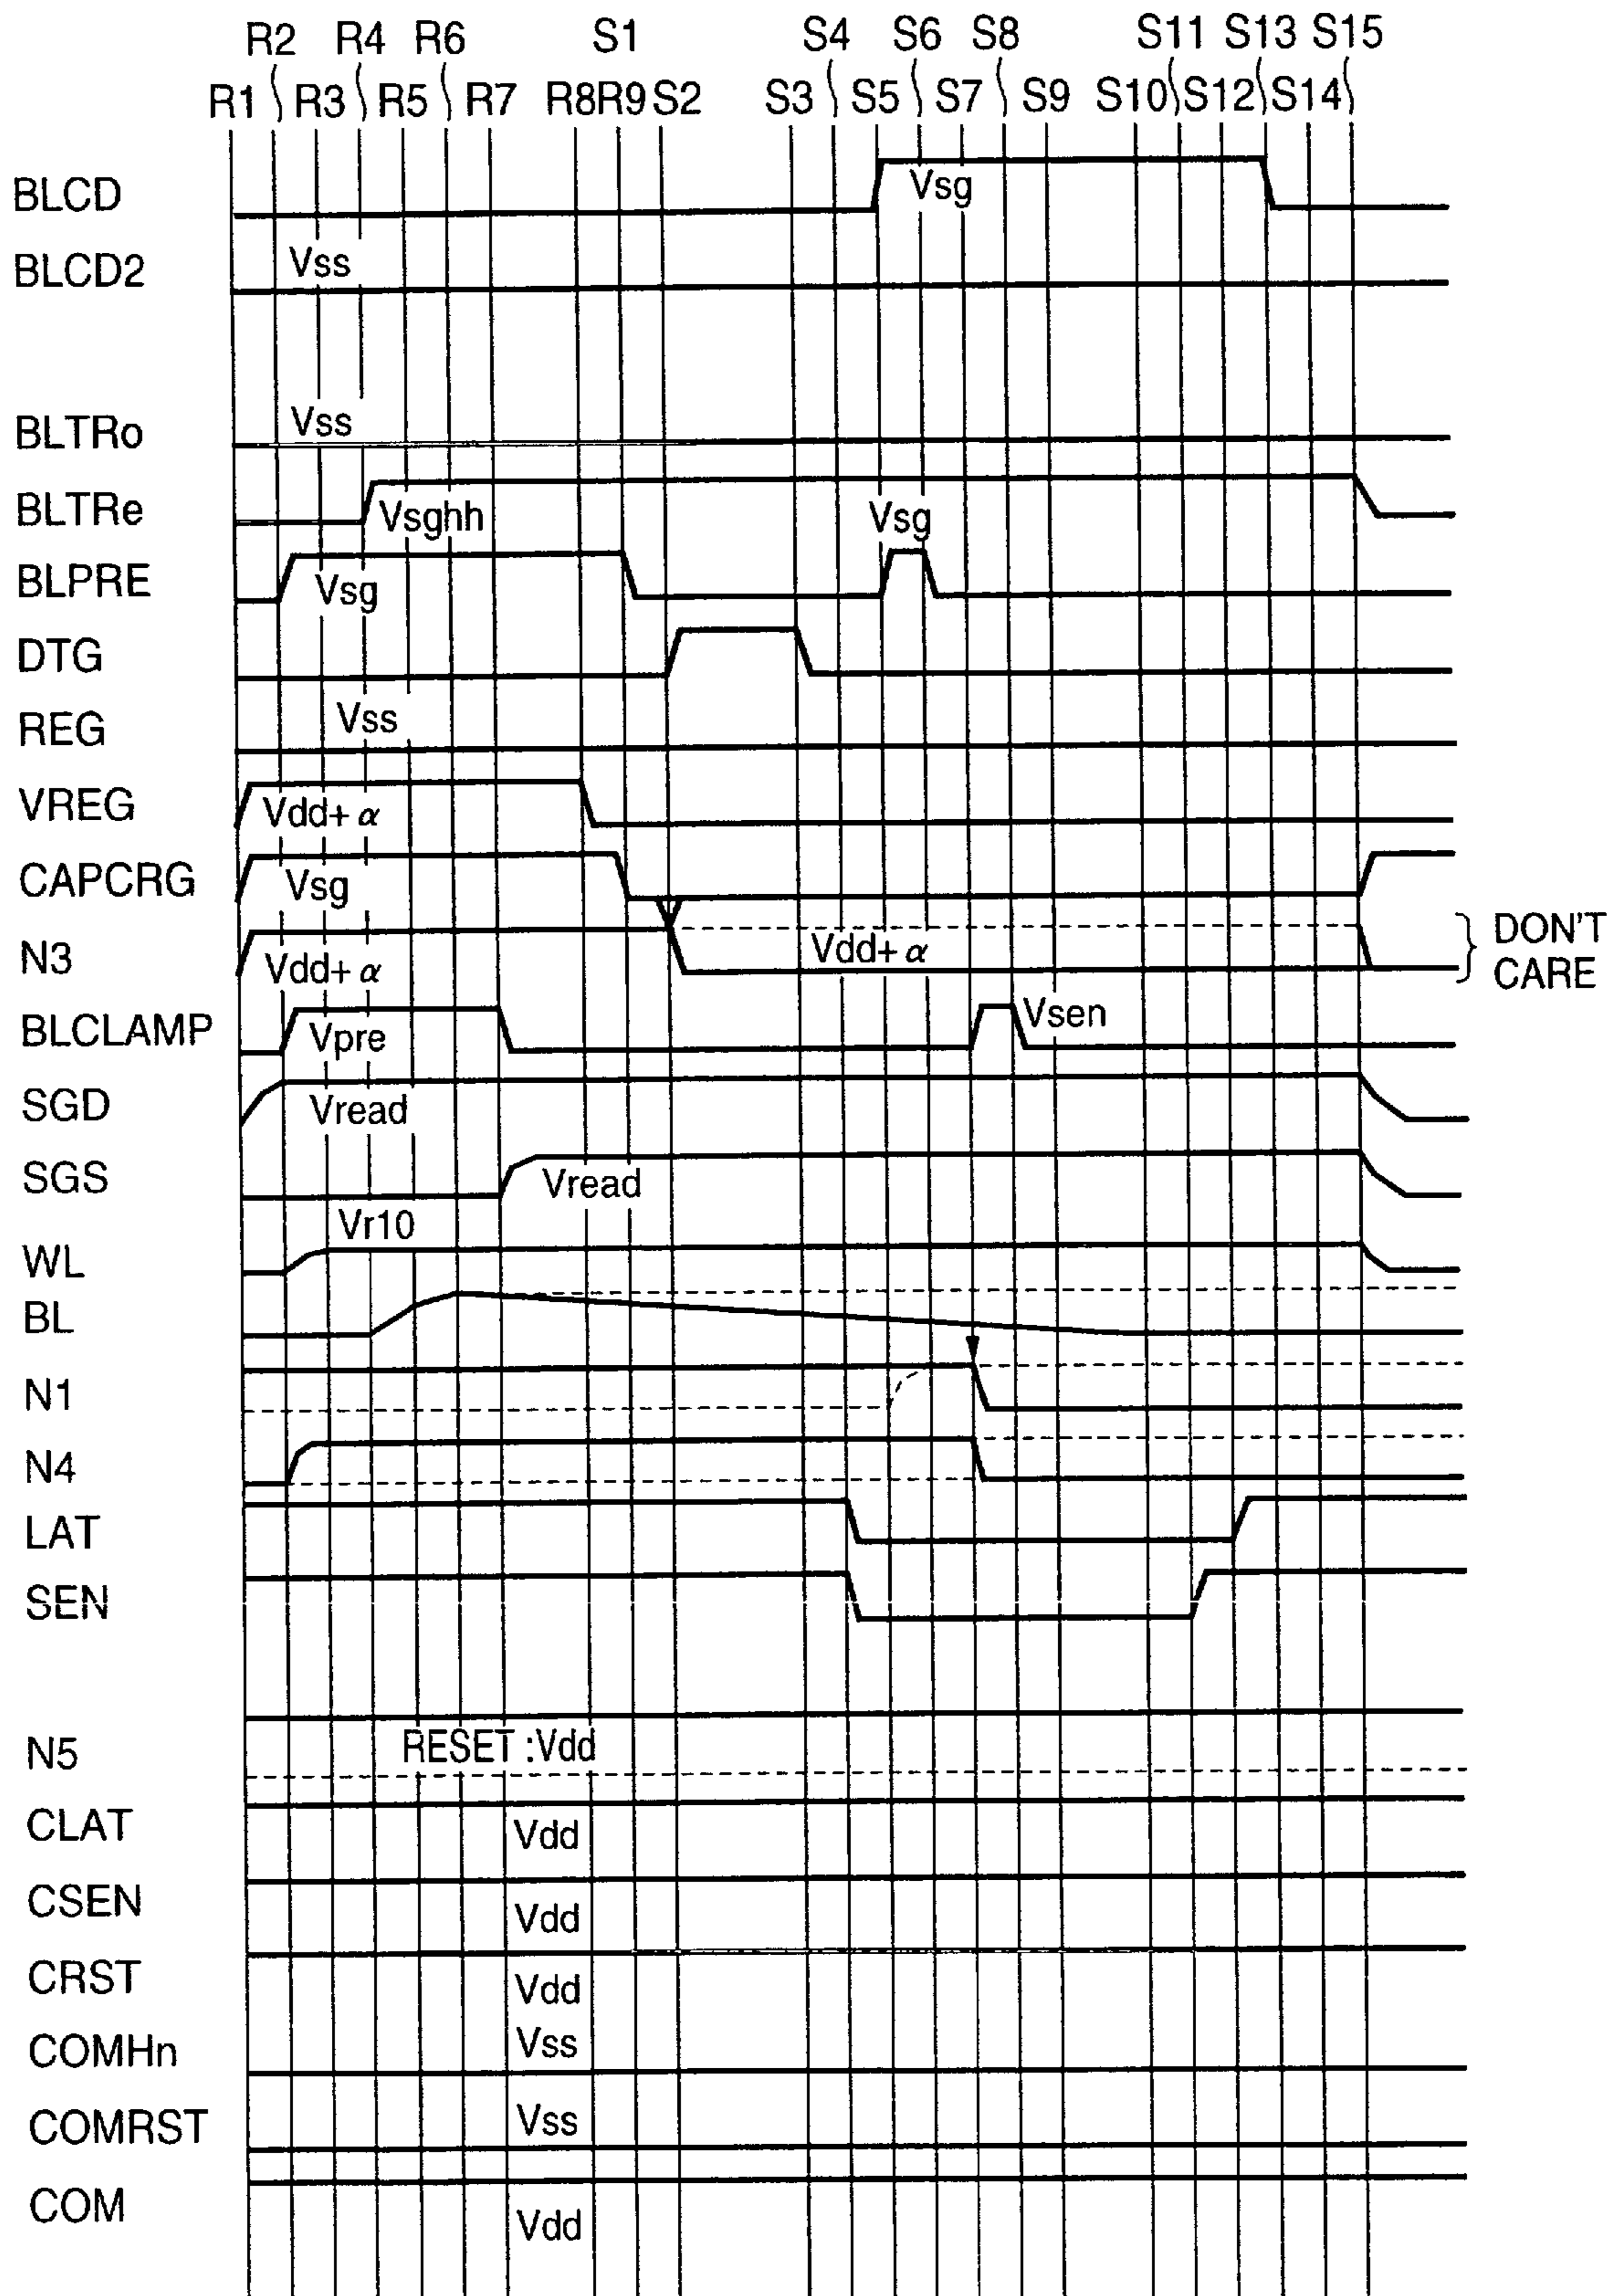 R2 R4 R6 S1 S4 S6 S8 S11 S13 S15
R1 R3 R5 R7 R8 R9 S2 S3 S5 S7 S9 S10 S12 S14
BLCD Vsg
BLCD2 Vss
BLTRo Vss
BLTRe Vsghh Vsg
BLPRE Vsg
DTG
REG Vss
VREG Vdd+α
CAPCRG Vsg
N3 Vdd+α Vdd+α DON'T
CARE
BLCLAMP Vpre Vsen
SGD Vread
SGS Vread
Vr10
WL
BL
N1
N4
LAT
SEN
N5 RESET :Vdd
CLAT Vdd
CSEN Vdd
CRST Vdd
COMHn Vss
COMRST Vss
COM Vdd